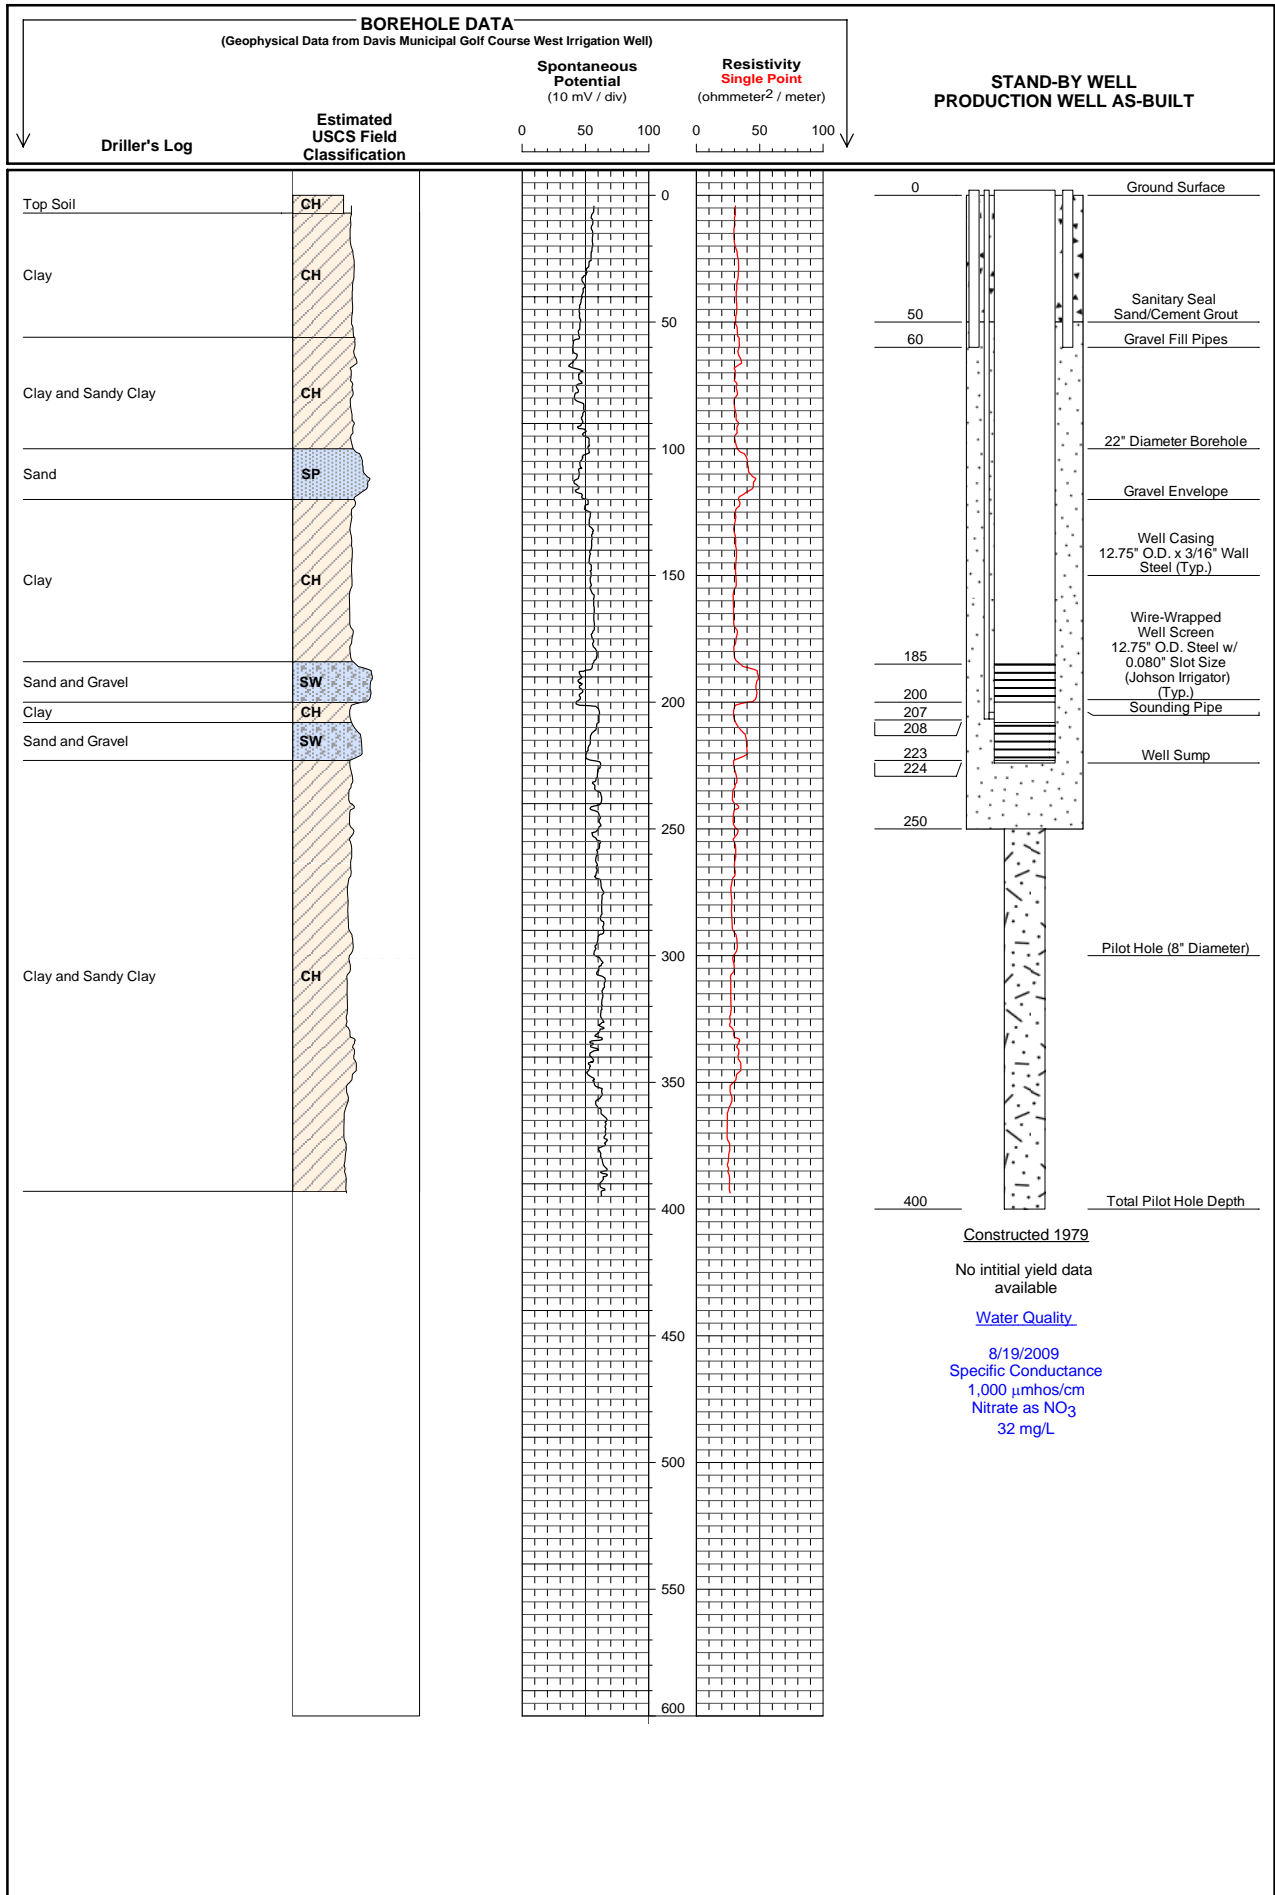 BOREHOLE DATA
(Geophysical Data from Davis Municipal Golf Course West Irrigation Well)
Driller's Log
Estimated
USCS Field
Classification
Spontaneous
Potential
(10 mV / div)
0 50 100
Resistivity
Single Point
(ohmmeter2 / meter)
0 50 100
STAND-BY WELL
PRODUCTION WELL AS-BUILT
Top Soil
CH
Clay
CH
Clay and Sandy Clay
CH
Sand
SP
Clay
CH
Sand and Gravel
SW
Clay
CH
Sand and Gravel
SW
Clay and Sandy Clay
CH
0
50
100
150
200
250
300
350
400
450
500
550
600
0
Ground Surface
Sanitary Seal
50
Sand/Cement Grout
60
Gravel Fill Pipes
22" Diameter Borehole
Gravel Envelope
Well Casing
12.75" O.D. x 3/16" Wall
Steel (Typ.)
Wire-Wrapped
Well Screen
12.75" O.D. Steel w/
0.080" Slot Size
(Johson Irrigator)
(Typ.)
185
200
Sounding Pipe
207
208
223
Well Sump
224
250
Pilot Hole (8" Diameter)
400
Total Pilot Hole Depth
Constructed 1979
No intitial yield data
available
Water Quality
8/19/2009
Specific Conductance
1,000 μmhos/cm
Nitrate as NO3
32 mg/L